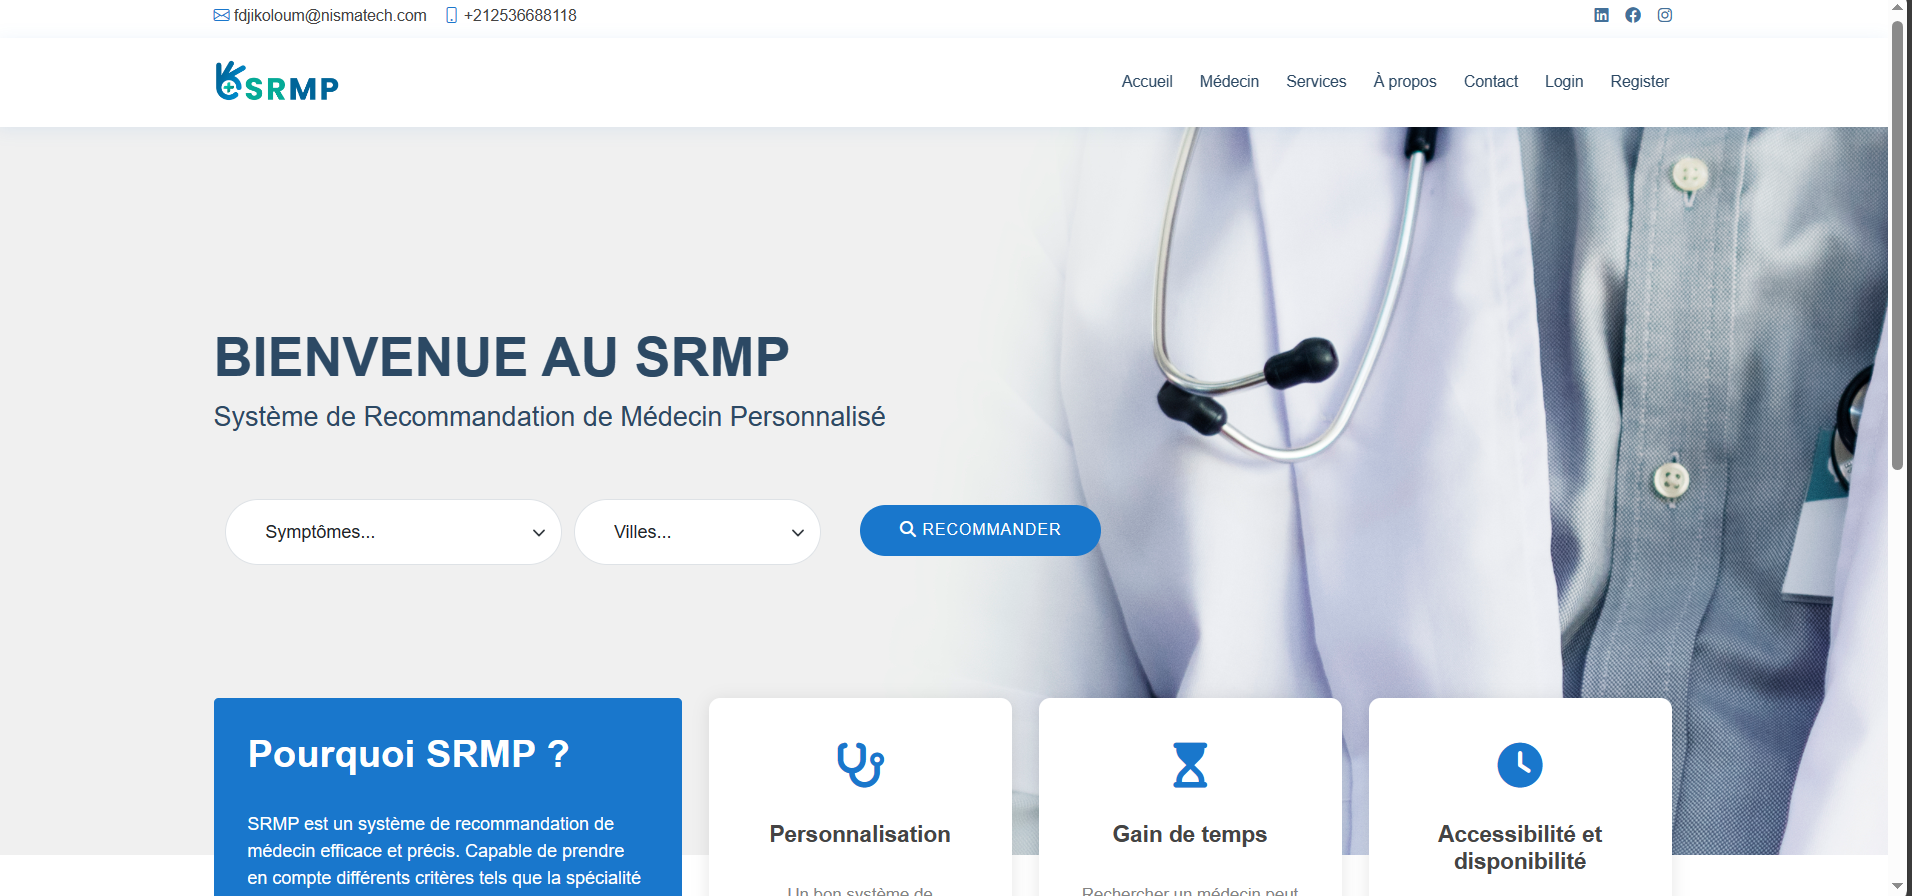 fdjikoloum@nismatech.com +212536688118
SRMP
Accueil Médecin Services À propos Contact Login Register
BIENVENUE AU SRMP
Système de Recommandation de Médecin Personnalisé
Symptômes... Villes... RECOMMANDER
Pourquoi SRMP ?
SRMP est un système de recommandation de
médecin efficace et précis. Capable de prendre
en compte différents critères tels que la spécialité
Personnalisation
Un bon système de
Gain de temps
Rechercher un médecin peut
Accessibilité et
disponibilité